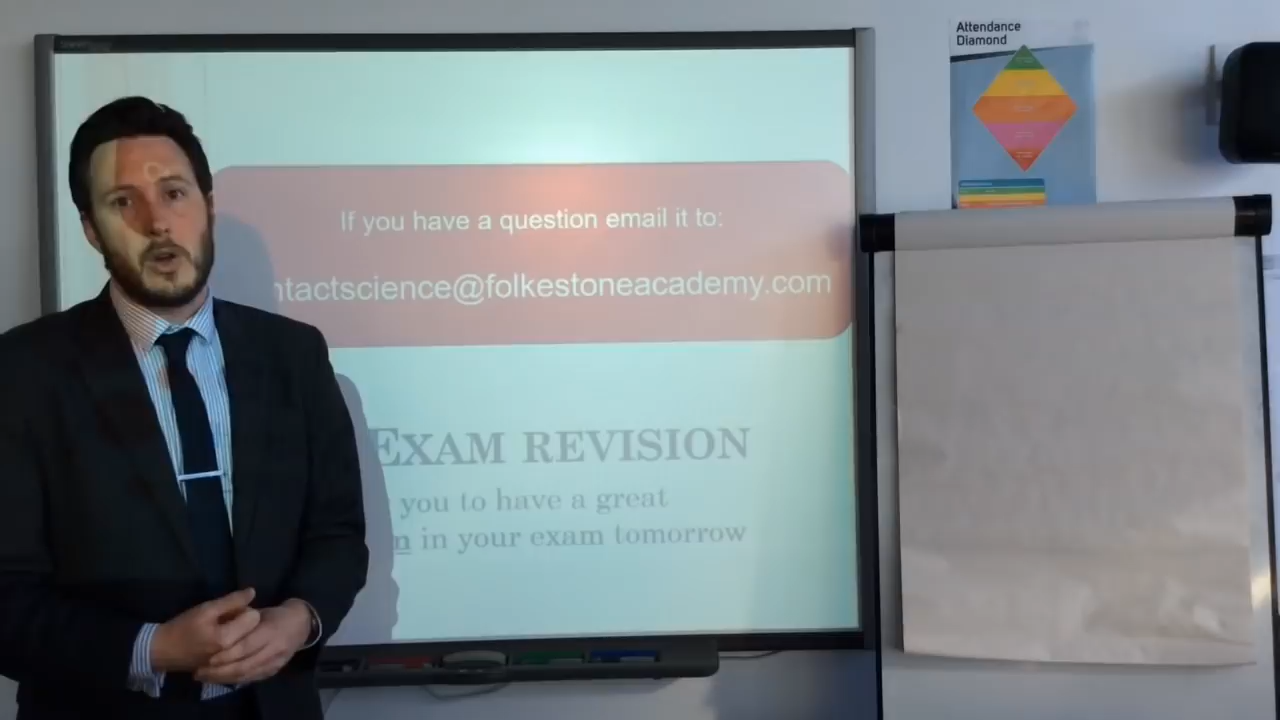 Attendance
Diamond
If you have a question email it to:
ntactscience@folkestoneacademy.com
EXAM REVISION
you to have a great
n in your exam tomorrow